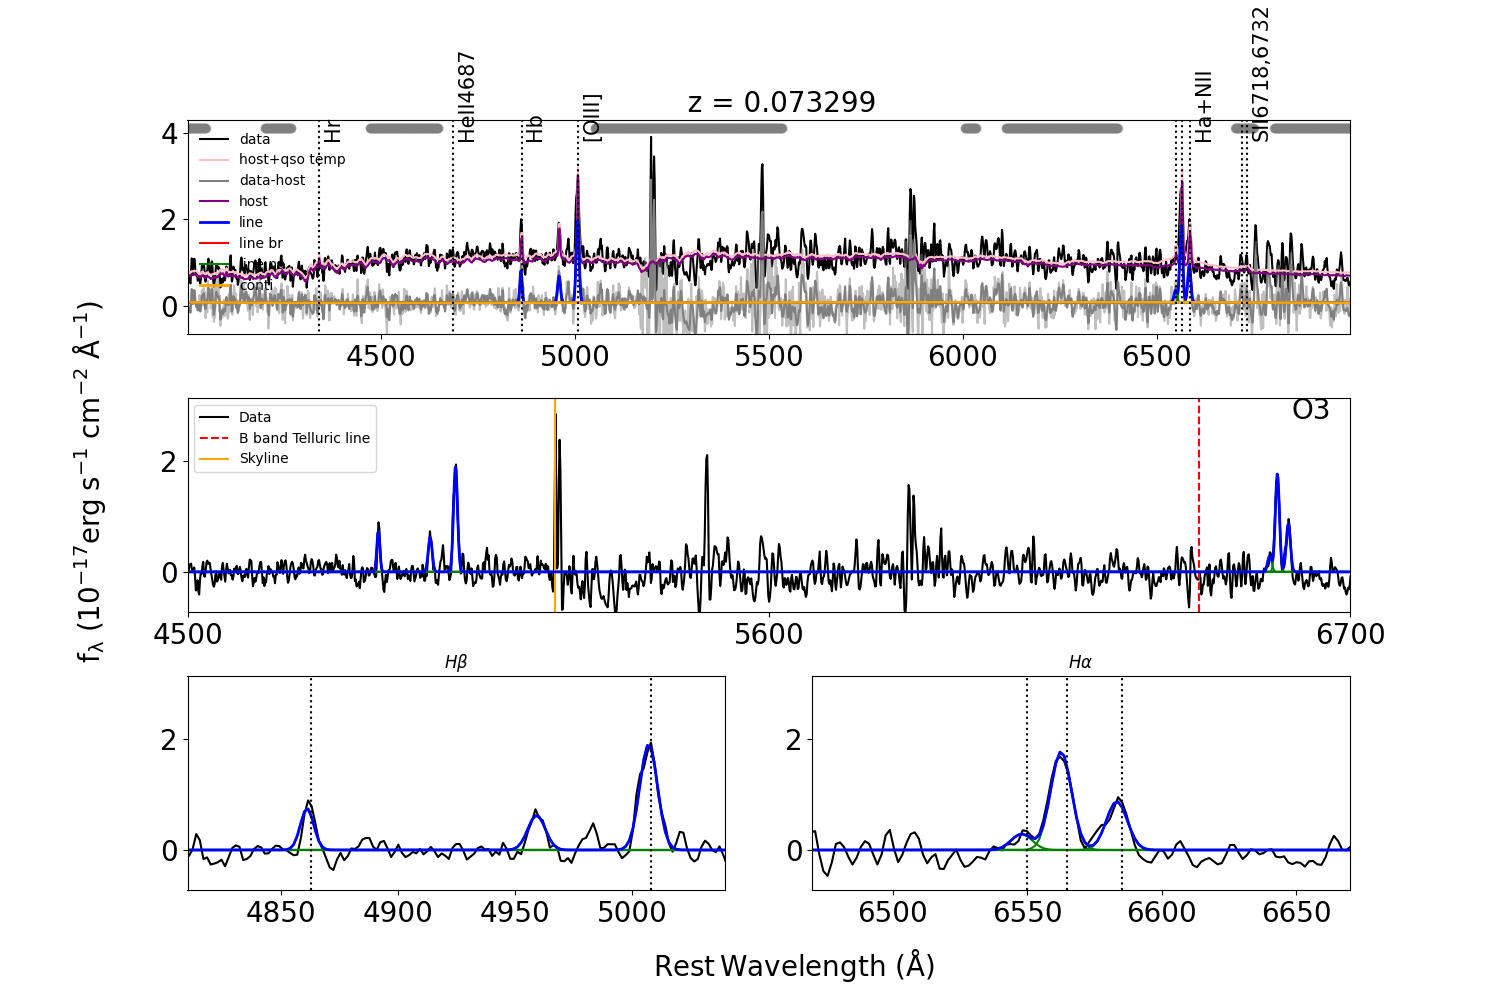 z = 0.073299
Hr
HeII4687
Hb
[OIII]
Ha+NII
SII6718,6732
data
host+qso temp
data-host
host
line
line br
line na
conti
4
2
0
4500 5000 5500 6000 6500
O3
Data
B band Telluric line
Skyline
2
0
4500 5600 6700
fλ (10⁻¹⁷erg s⁻¹ cm⁻² Å⁻¹)
Hβ
2
0
4850 4900 4950 5000
Hα
2
0
6500 6550 6600 6650
Rest Wavelength (Å)